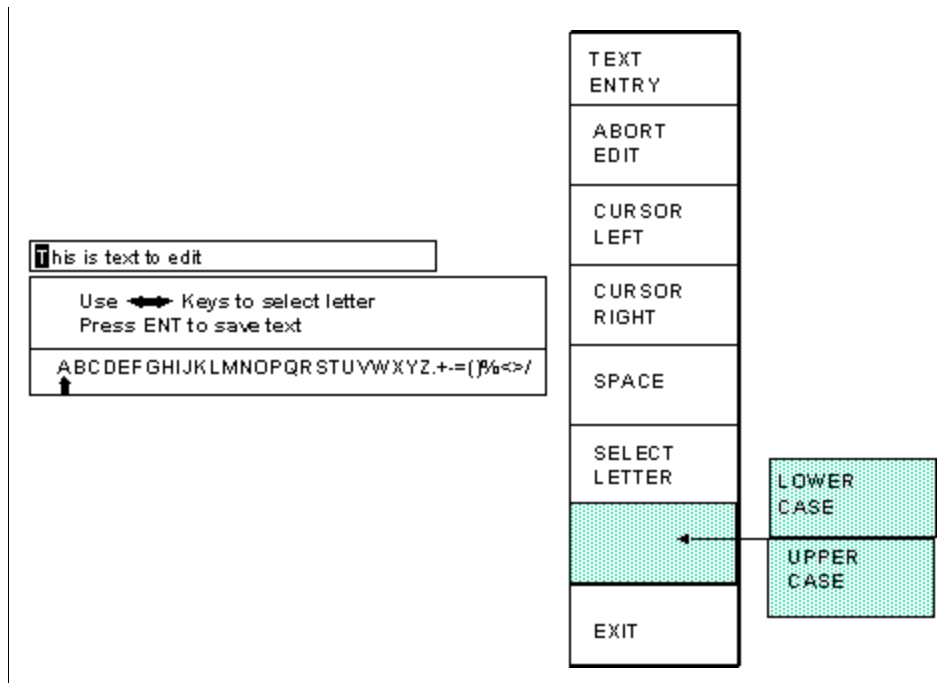 This is text to edit
Use Keys to select letter
Press ENT to save text
ABCDEFGHIJKLMNOPQRSTUVWXYZ.+-=()%<>/
TEXT
ENTRY
ABORT
EDIT
CURSOR
LEFT
CURSOR
RIGHT
SPACE
SELECT
LETTER
EXIT
LOWER
CASE
UPPER
CASE